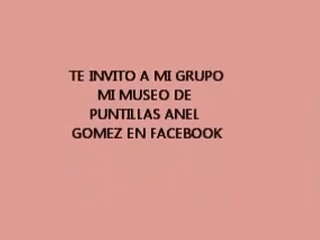 TE INVITO A MI GRUPO
MI MUSEO DE
PUNTILLAS ANEL
GOMEZ EN FACEBOOK